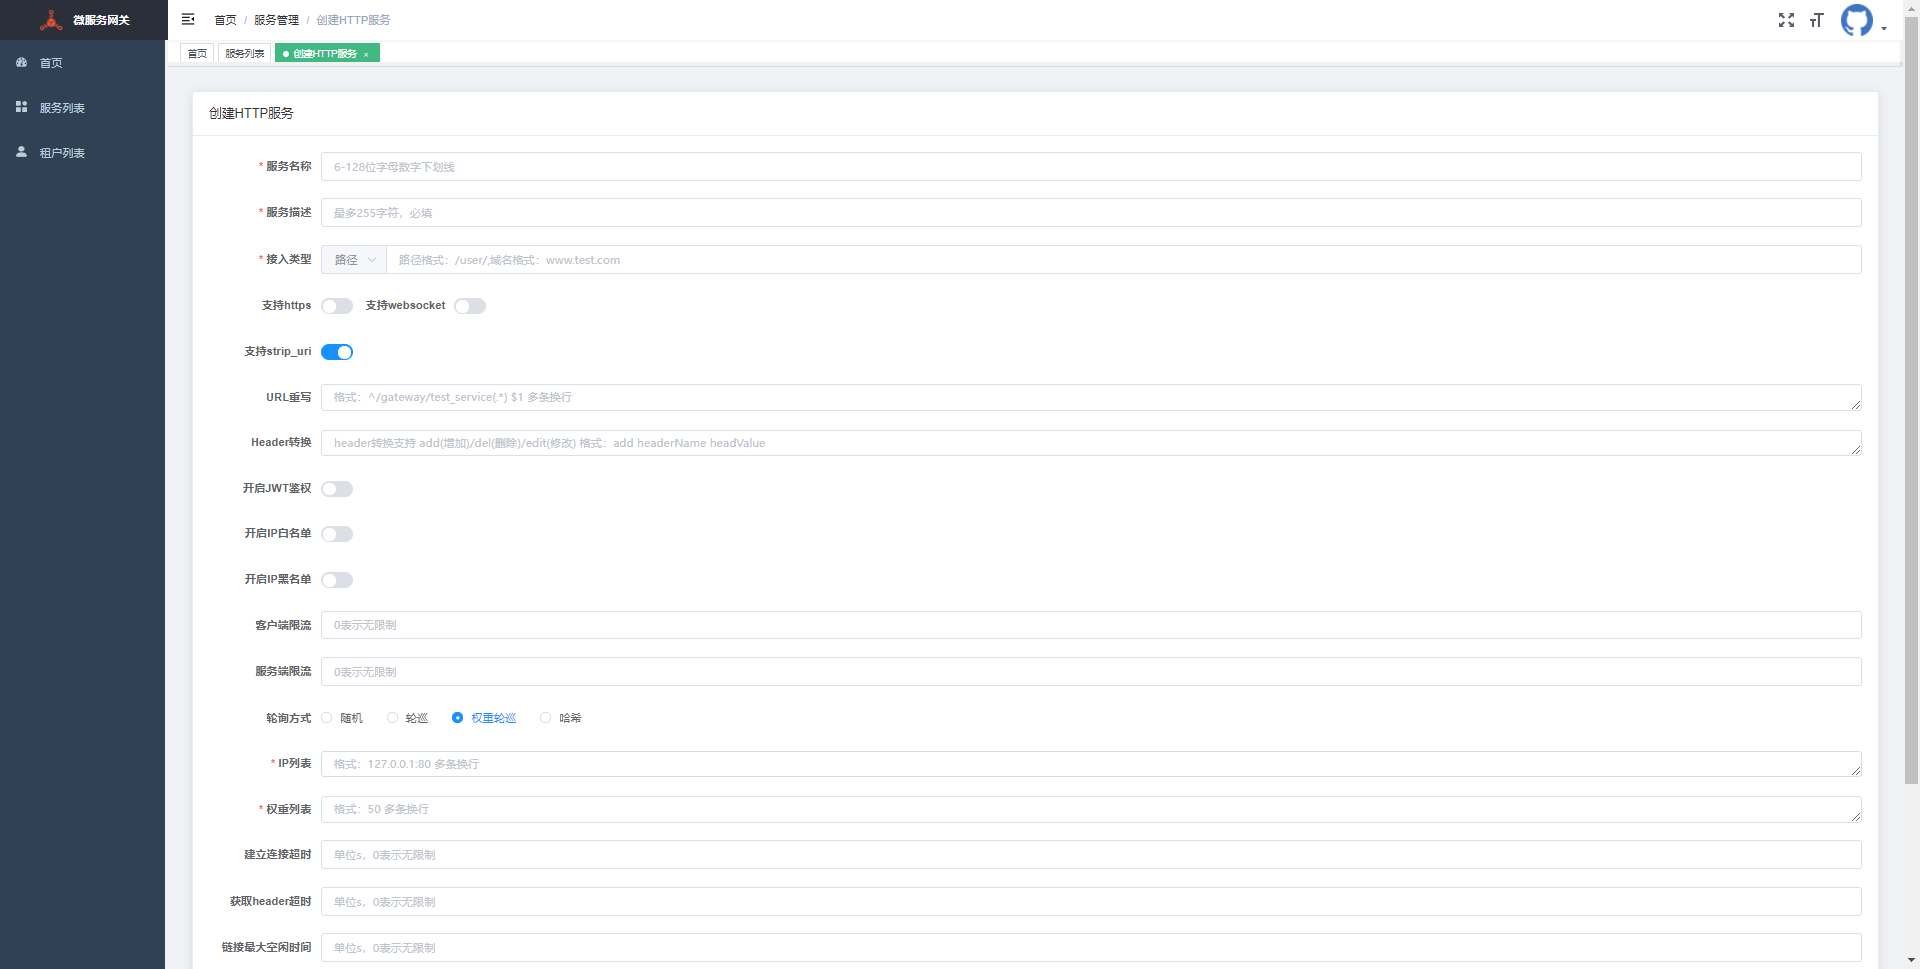 微服务网关
首页 / 服务管理 / 创建HTTP服务
首页
服务列表
创建HTTP服务 ×
首页
服务列表
租户列表
创建HTTP服务
* 服务名称 6-128位字母数字下划线
* 服务描述 最多255字符，必填
* 接入类型 路径 路径格式：/user/,域名格式：www.test.com
支持https 支持websocket
支持strip_uri
URL重写 格式：^/gateway/test_service(.*) $1 多条换行
Header转换 header转换支持 add(增加)/del(删除)/edit(修改) 格式：add headerName headValue
开启JWT鉴权
开启IP白名单
开启IP黑名单
客户端限流 0表示无限制
服务端限流 0表示无限制
轮询方式 随机 轮巡 权重轮巡 哈希
* IP列表 格式：127.0.0.1:80 多条换行
* 权重列表 格式：50 多条换行
建立连接超时 单位s，0表示无限制
获取header超时 单位s，0表示无限制
链接最大空闲时间 单位s，0表示无限制